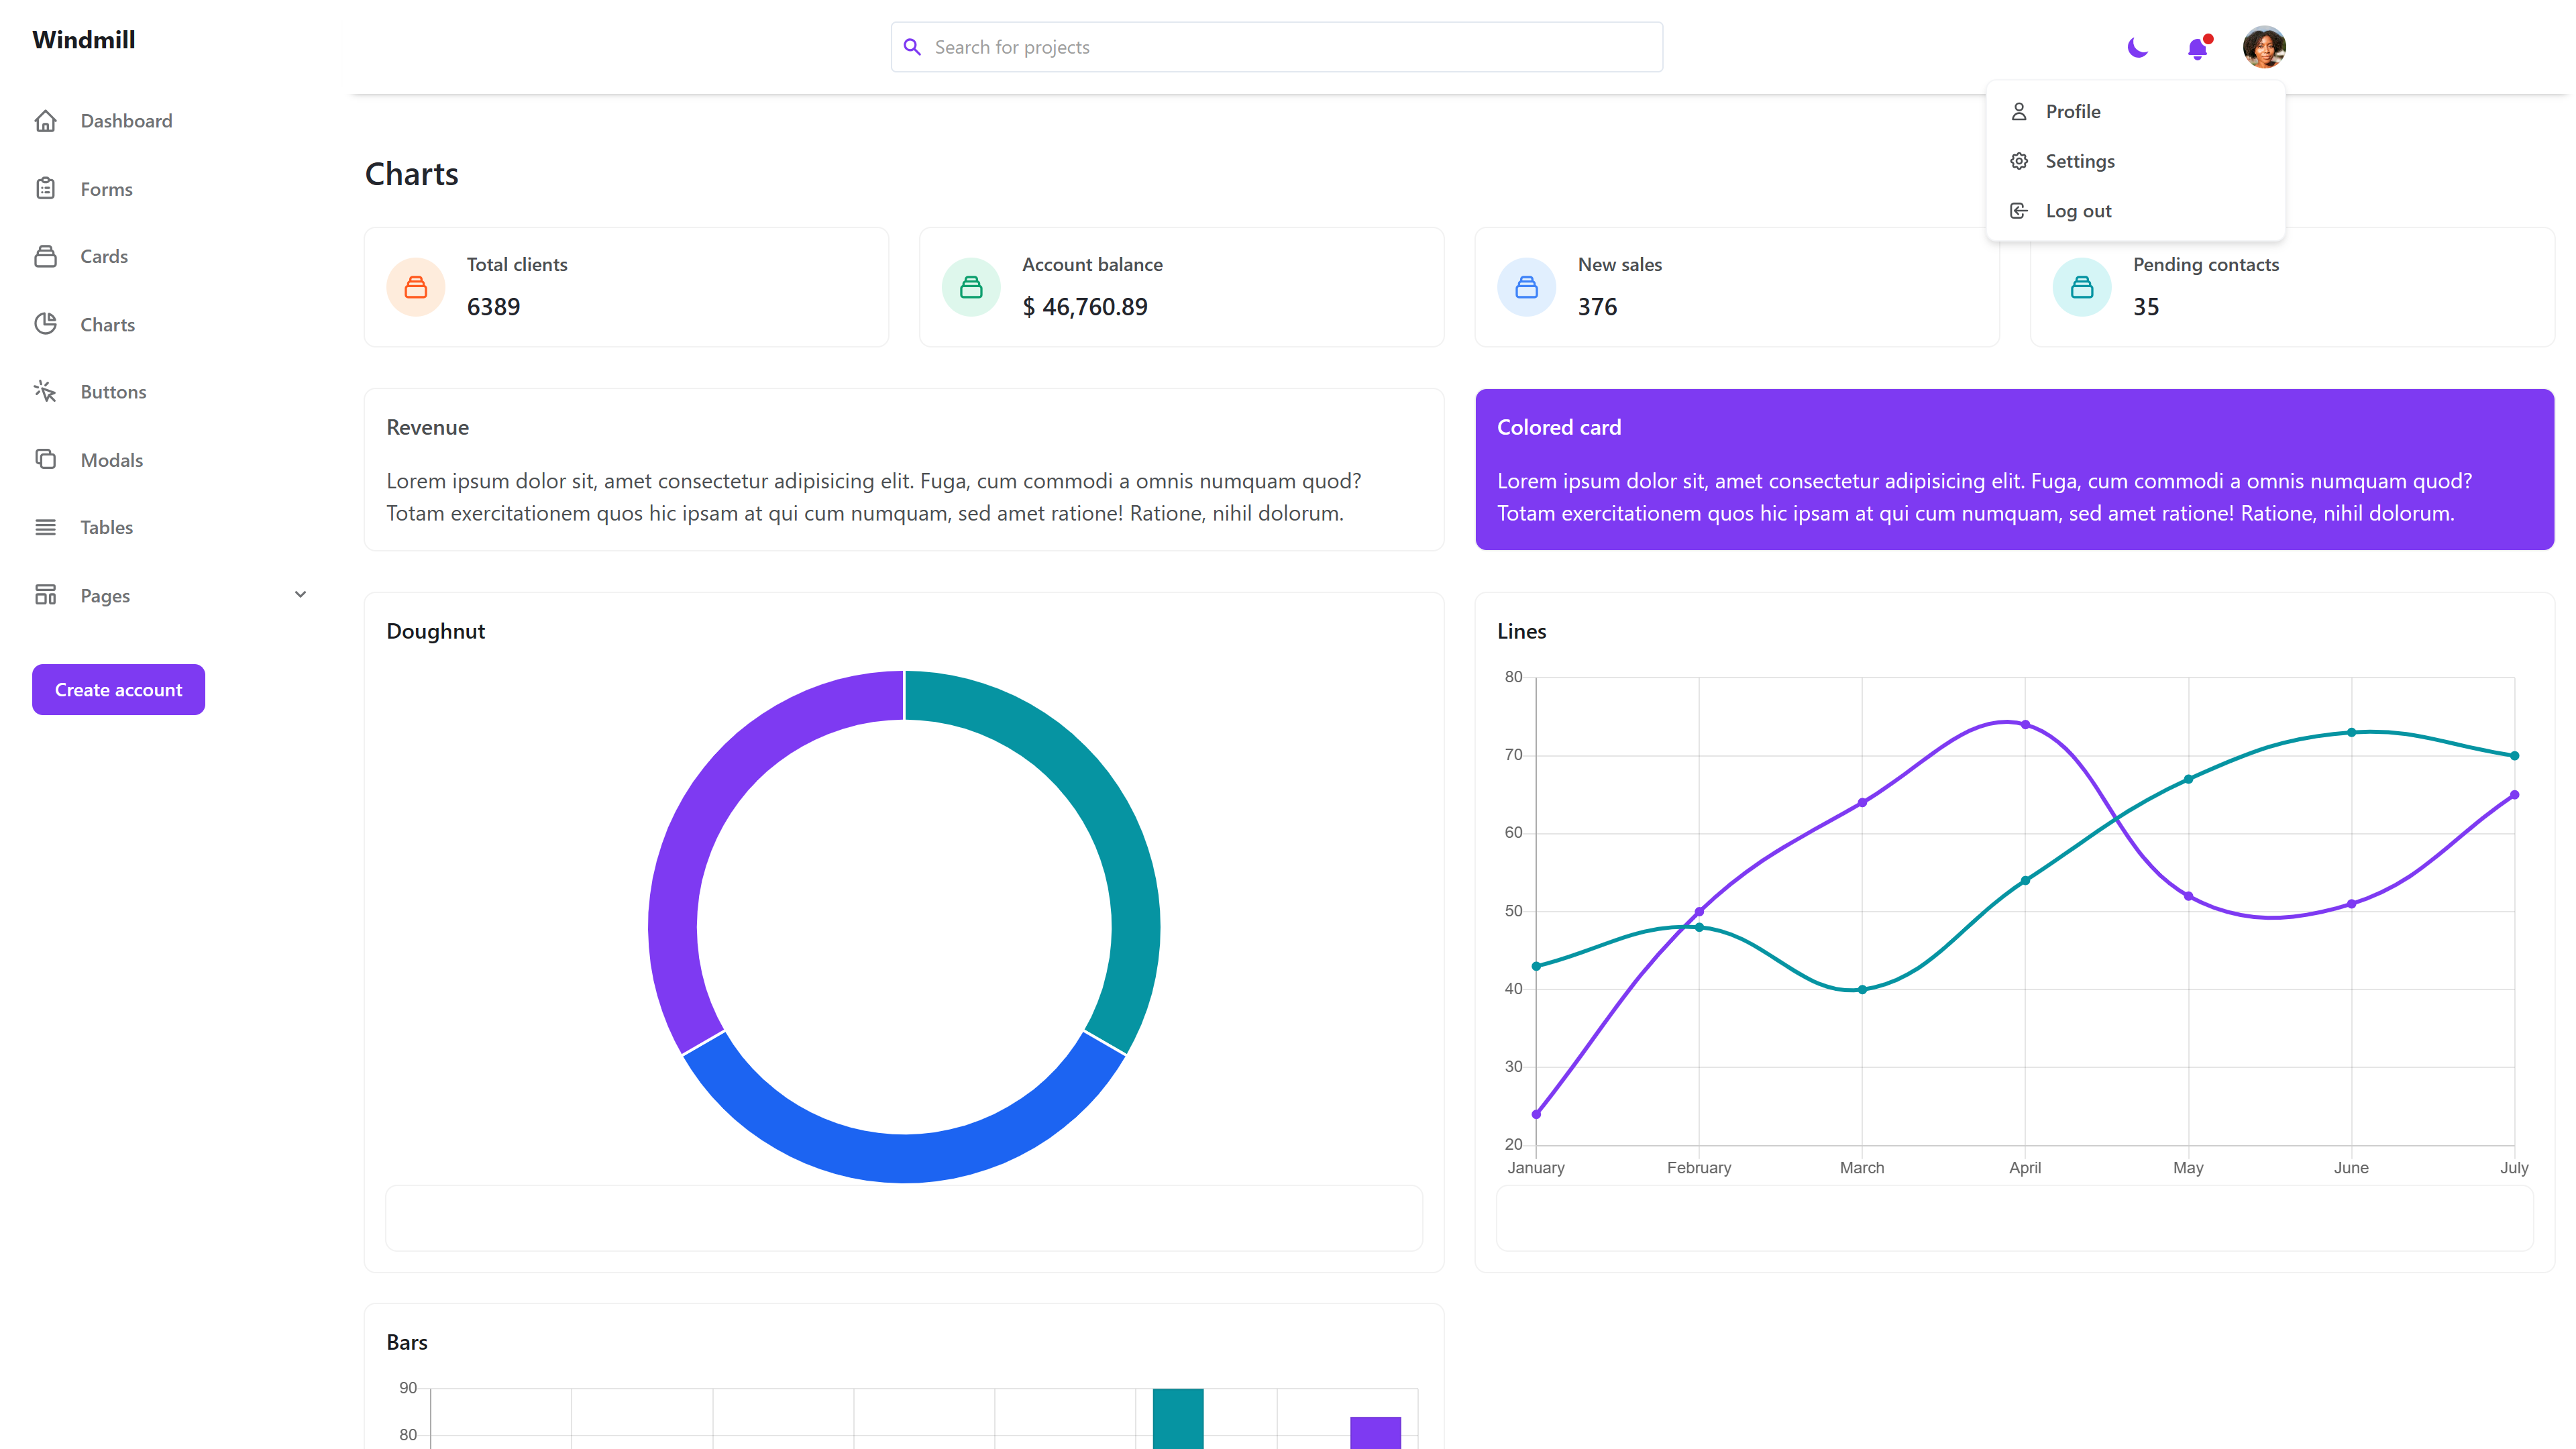 Windmill
Search for projects
Dashboard
Forms
Cards
Charts
Buttons
Modals
Tables
Pages
Create account
Profile
Settings
Log out
Charts
Total clients
6389
Account balance
$ 46,760.89
New sales
376
Pending contacts
35
Revenue
Lorem ipsum dolor sit, amet consectetur adipisicing elit. Fuga, cum commodi a omnis numquam quod?
Totam exercitationem quos hic ipsam at qui cum numquam, sed amet ratione! Ratione, nihil dolorum.
Colored card
Lorem ipsum dolor sit, amet consectetur adipisicing elit. Fuga, cum commodi a omnis numquam quod?
Totam exercitationem quos hic ipsam at qui cum numquam, sed amet ratione! Ratione, nihil dolorum.
Doughnut
Lines
80
70
60
50
40
30
20
January February March April May June July
Bars
90
80